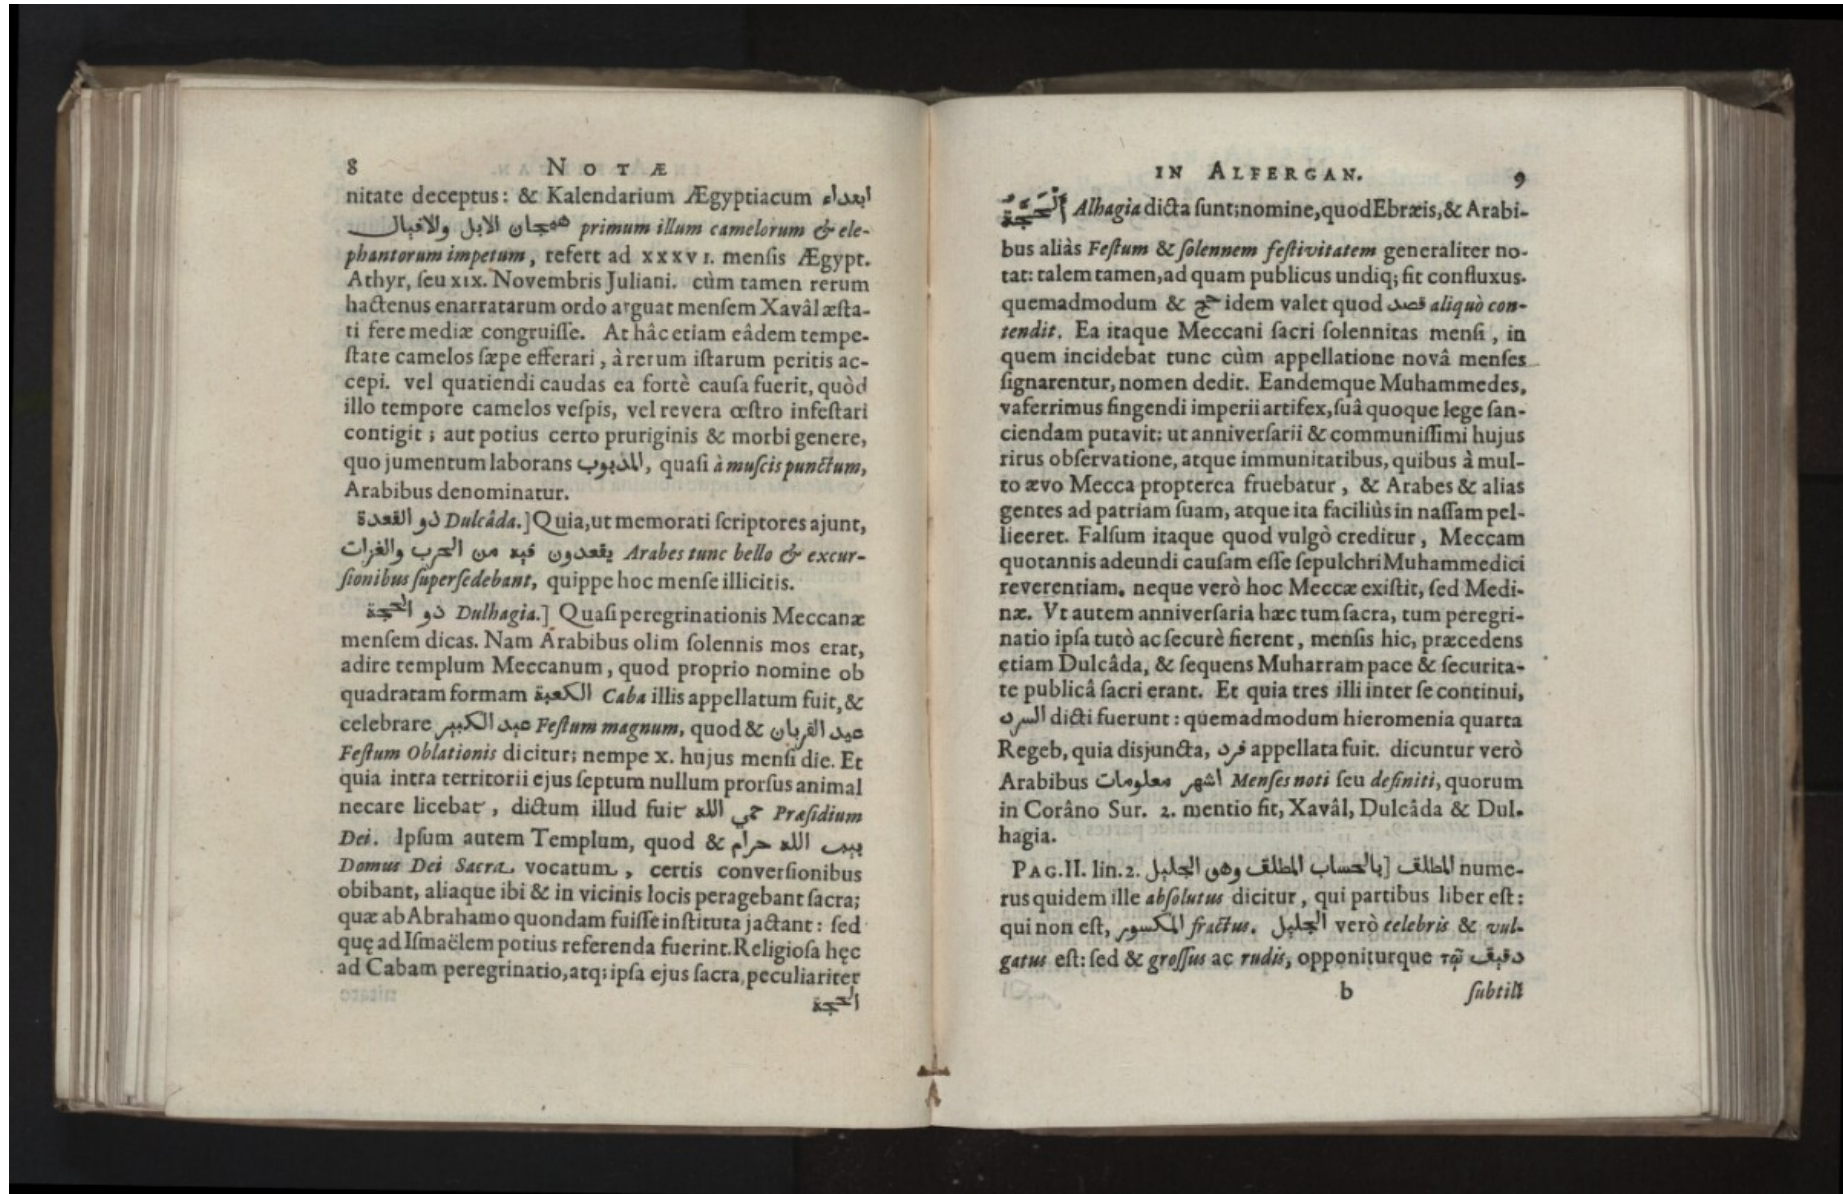 8 NOTÆ
nitate deceptus: & Kalendarium Ægyptiacum ابعداء
هيجان الابل والافيال primum illum camelorum & ele-
phantorum impetum, refert ad XXXVI. mensis Ægypt.
Athyr, seu XIX. Novembris Juliani. cùm tamen rerum
hactenus enarratarum ordo arguat mensem Xavâl æsta-
ti fere mediæ congruisse. At hâc etiam eâdem tempe-
state camelos sæpe efferari, à rerum istarum peritis ac-
cepi. vel quatiendi caudas ea fortè causa fuerit, quòd
illo tempore camelos vespis, vel revera œstro infestari
contigit; aut potius certo pruriginis & morbi genere,
quo jumentum laborans المذبوب, quasi à muscis punctum,
Arabibus denominatur.
ذو القعدة Dulcâda.] Quia, ut memorati scriptores ajunt,
يقعدون فيه من الحرب والغزات Arabes tunc bello & excur-
sionibus supersedebant, quippe hoc mense illicitis.
ذو الحجة Dulhagia.] Quasi peregrinationis Meccanæ
mensem dicas. Nam Arabibus olim solennis mos erat,
adire templum Meccanum, quod proprio nomine ob
quadratam formam الكعبة Caba illis appellatum fuit, &
celebrare عيد الكبير Festum magnum, quod & عيد القربان
Festum Oblationis dicitur; nempe X. hujus mensi die. Et
quia intra territorii ejus septum nullum prorsus animal
necare licebat, dictum illud fuit حمي الله Præsidium
Dei. Ipsum autem Templum, quod & بيت الله حرام
Domus Dei Sacra vocatum, certis conversionibus
obibant, aliaque ibi & in vicinis locis peragebant sacra;
quæ ab Abrahamo quondam fuisse instituta jactant: sed
quę ad Ismaëlem potius referenda fuerint. Religiosa hęc
ad Cabam peregrinatio, atq; ipsa ejus sacra, peculiariter
الحجة
IN ALFERGAN. 9
الحجة Alhagia dicta sunt: nomine, quod Ebræis, & Arabi-
bus aliàs Festum & solennem festivitatem generaliter no-
tat: talem tamen, ad quam publicus undiq; fit confluxus.
quemadmodum & حج idem valet quod قصد aliquò con-
tendit. Ea itaque Meccani sacri solennitas mensi, in
quem incidebat tunc cùm appellatione novâ menses
signarentur, nomen dedit. Eandemque Muhammedes,
vaferrimus fingendi imperii artifex, suâ quoque lege san-
ciendam putavit: ut anniversarii & communissimi hujus
ritus observatione, atque immunitatibus, quibus à mul-
to ævo Mecca propterea fruebatur, & Arabes & alias
gentes ad patriam suam, atque ita faciliùs in nassam pel-
liceret. Falsum itaque quod vulgò creditur, Meccam
quotannis adeundi causam esse sepulchri Muhammedici
reverentiam. neque verò hoc Meccæ existit, sed Medi-
næ. Vt autem anniversaria hæc tum sacra, tum peregri-
natio ipsa tutò ac securè fierent, mensis hic, præcedens
etiam Dulcâda, & sequens Muharram pace & securita-
te publicâ sacri erant. Et quia tres illi inter se continui,
السرد dicti fuerunt: quemadmodum hieromenia quarta
Regeb, quia disjuncta, فرد appellata fuit. dicuntur verò
Arabibus اشهر معلومات Menses noti seu definiti, quorum
in Corâno Sur. 2. mentio fit, Xavâl, Dulcâda & Dul-
hagia.
PAG. II. lin. 2. بالحساب المطلق وهى الجليل] المطلق nume-
rus quidem ille absolutus dicitur, qui partibus liber est:
qui non est, المكسور fractus. الجليل verò celebris & vul-
gatus est: sed & grossus ac rudis, opponiturque τῷ دقيق
b subtili